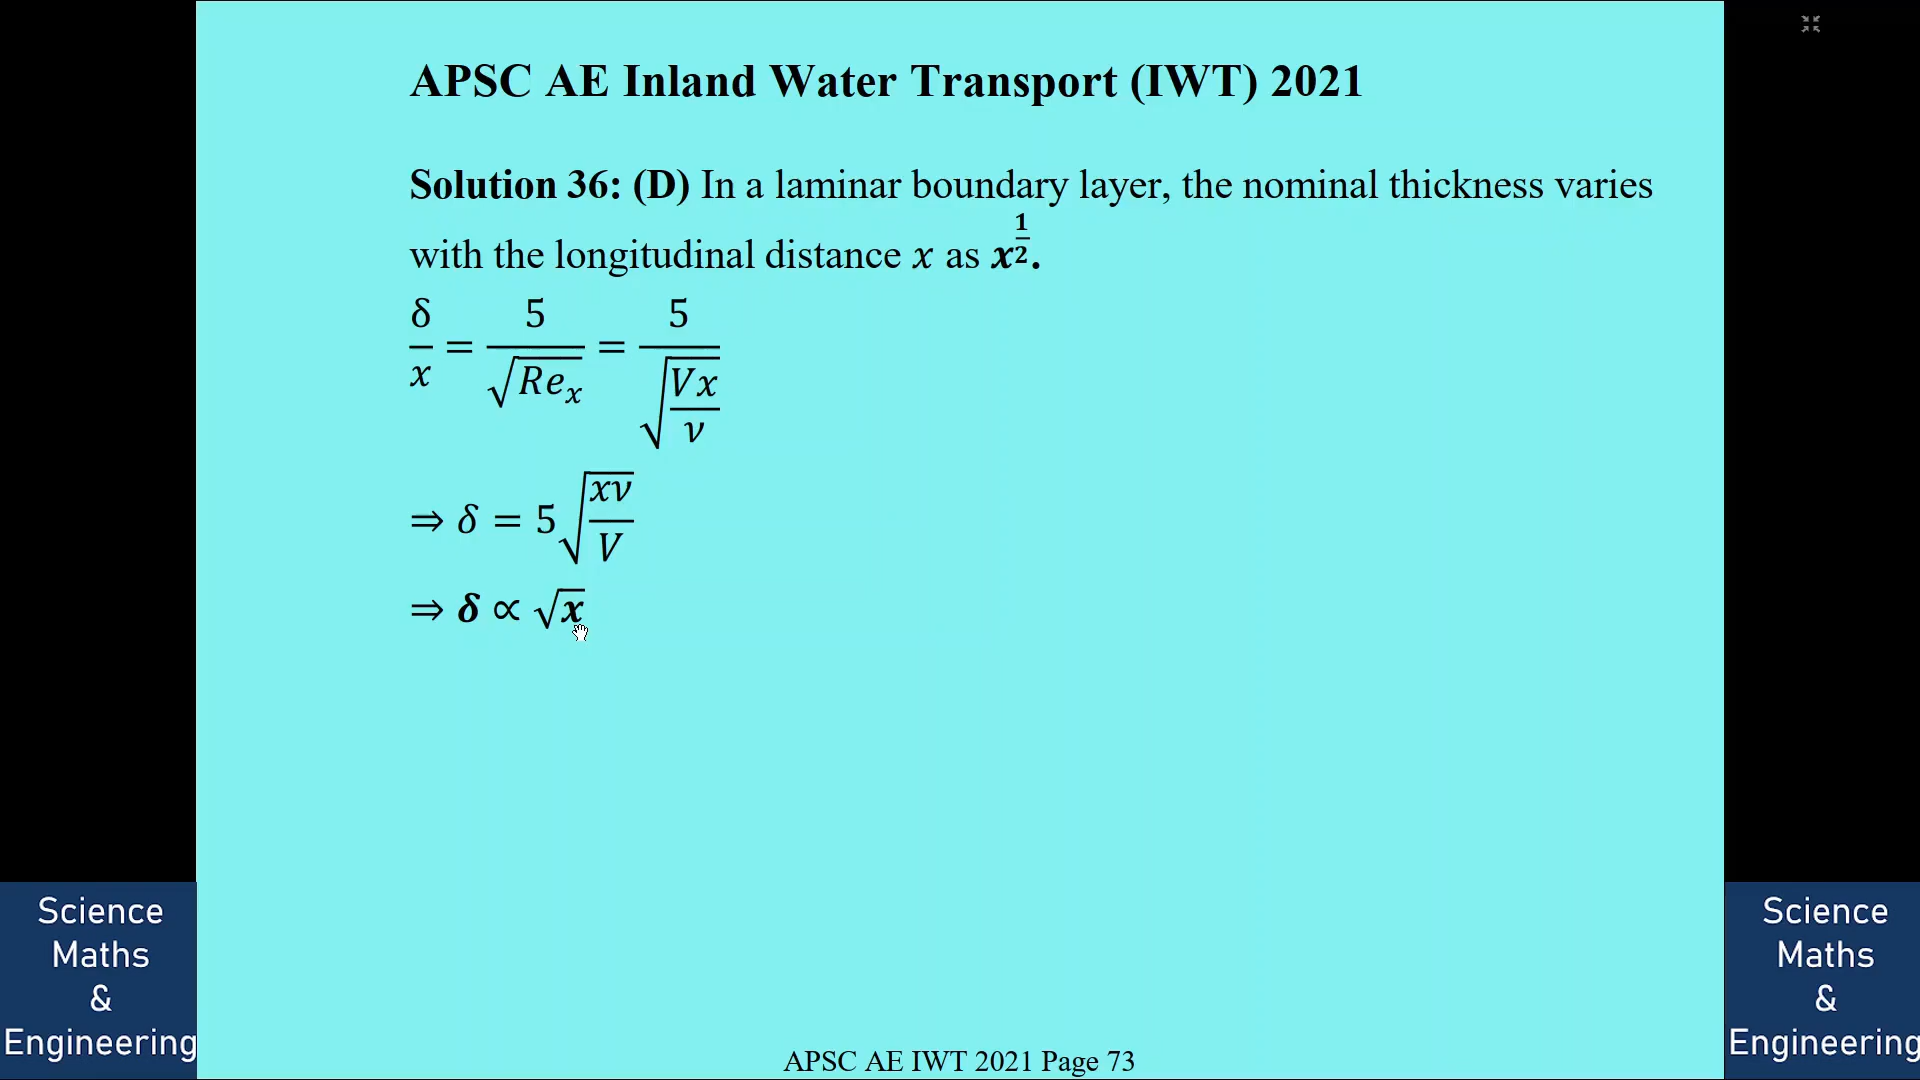 APSC AE Inland Water Transport (IWT) 2021
Solution 36: (D) In a laminar boundary layer, the nominal thickness varies
with the longitudinal distance x as x^(1/2).
δ/x = 5/√(Re_x) = 5/√(Vx/ν)
⇒ δ = 5√(xν/V)
⇒ δ ∝ √x
Science
Maths
&
Engineering
Science
Maths
&
Engineering
APSC AE IWT 2021 Page 73